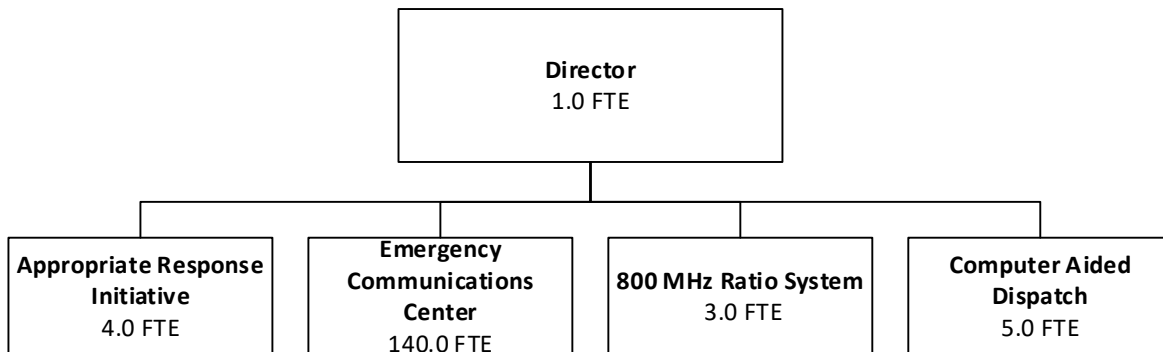 Director
1.0 FTE
Appropriate Response
Initiative
4.0 FTE
Emergency
Communications
Center
140.0 FTE
800 MHz Ratio System
3.0 FTE
Computer Aided
Dispatch
5.0 FTE